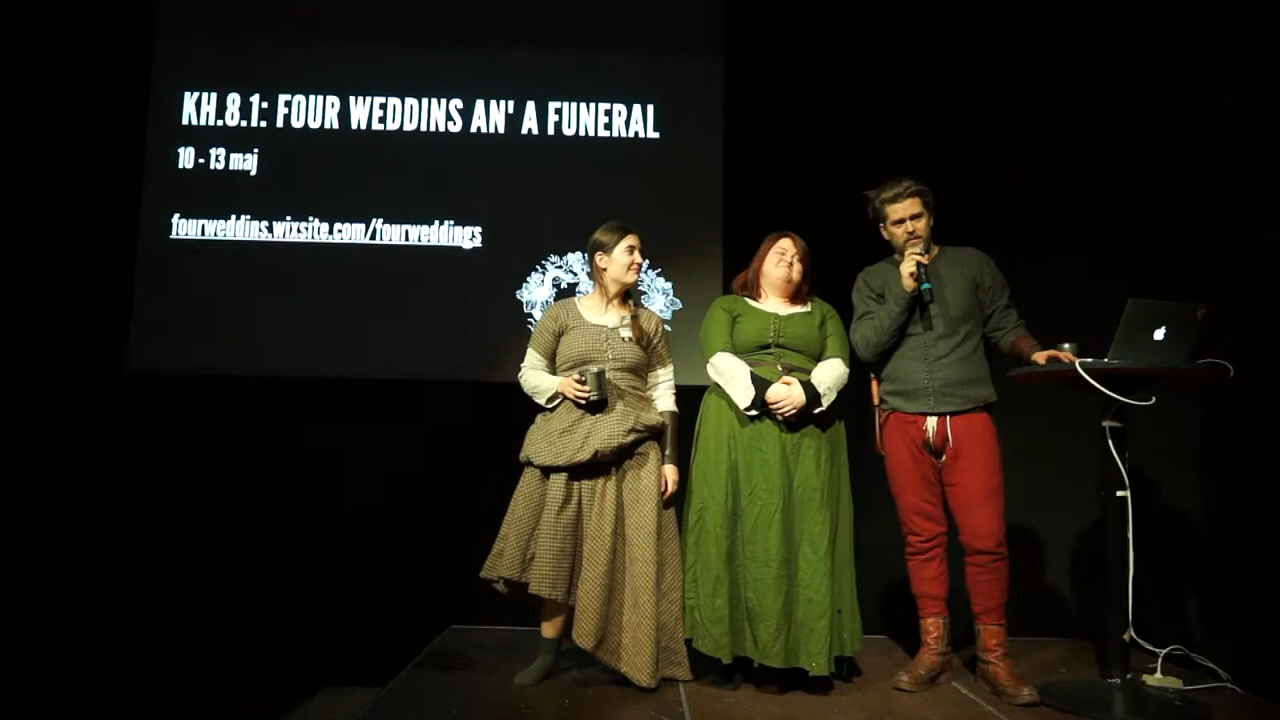 KH.8.1: FOUR WEDDINS AN' A FUNERAL
10 - 13 maj
fourweddins.wixsite.com/fourweddings